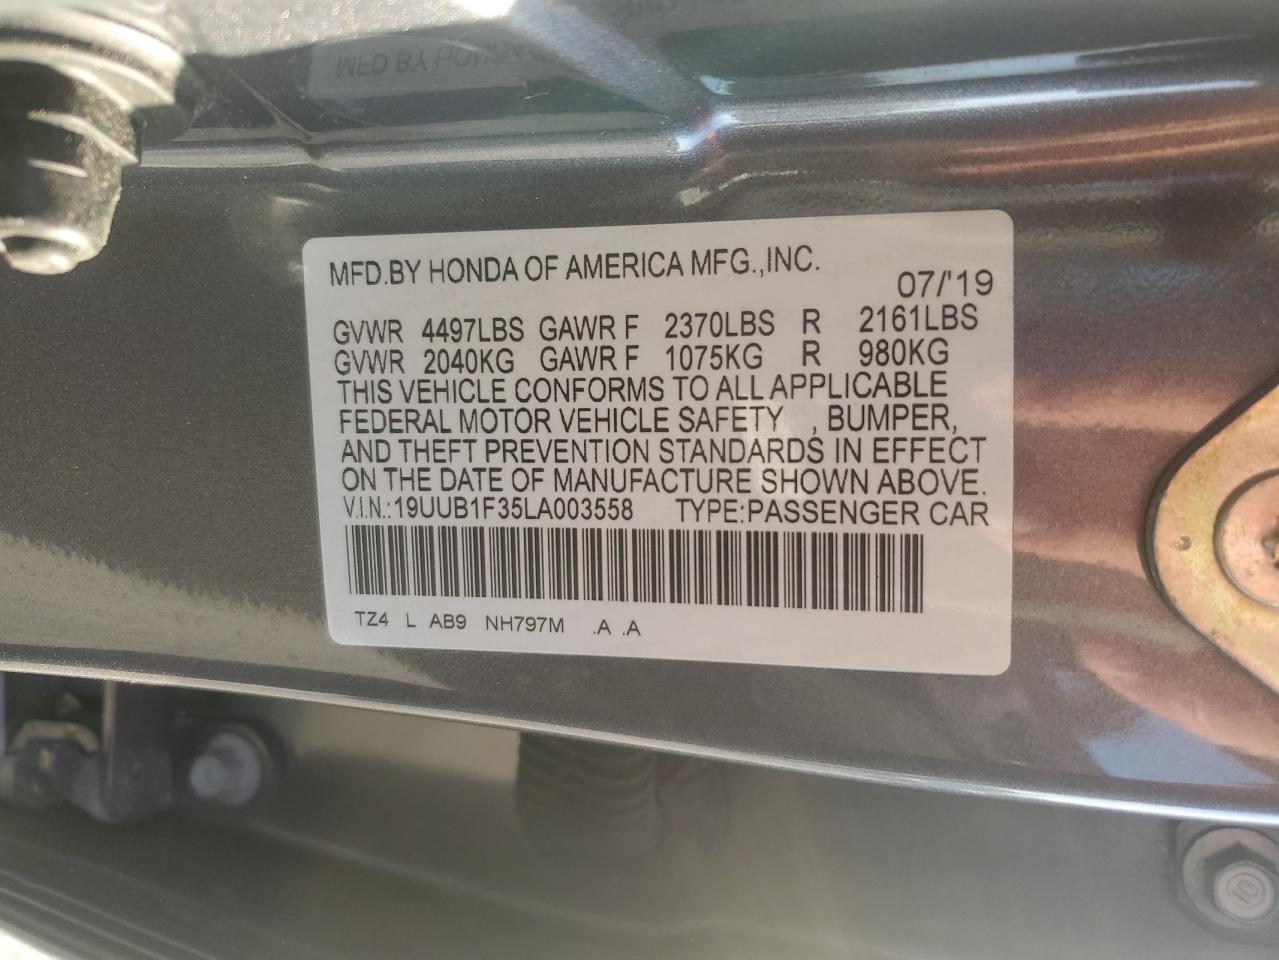 MFD.BY HONDA OF AMERICA MFG.,INC.
07/'19
GVWR 4497LBS GAWR F 2370LBS R 2161LBS
GVWR 2040KG GAWR F 1075KG R 980KG
THIS VEHICLE CONFORMS TO ALL APPLICABLE
FEDERAL MOTOR VEHICLE SAFETY , BUMPER,
AND THEFT PREVENTION STANDARDS IN EFFECT
ON THE DATE OF MANUFACTURE SHOWN ABOVE.
V.I.N.:19UUB1F35LA003558 TYPE:PASSENGER CAR
TZ4 L AB9 NH797M .A .A
10